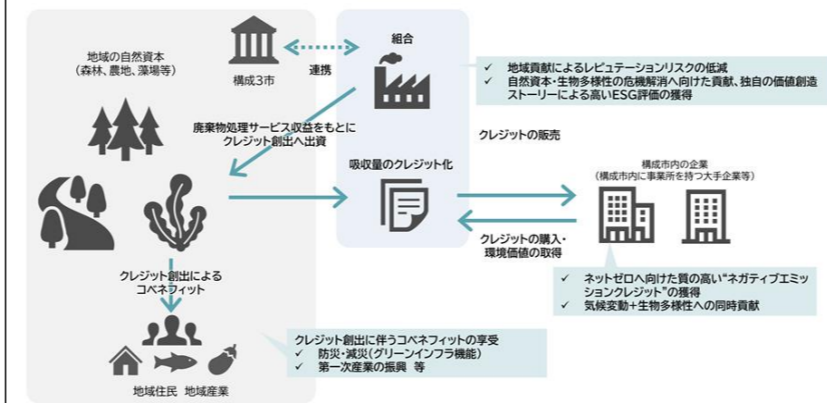 地域の自然資本
（森林、農地、藻場等）
構成3市
連携
組合
✓ 地域貢献によるレピュテーションリスクの低減
✓ 自然資本・生物多様性の危機解消へ向けた貢献、独自の価値創造
ストーリーによる高いESG評価の獲得
廃棄物処理サービス収益をもとに
クレジット創出へ出資
吸収量のクレジット化
クレジットの販売
構成市内の企業
（構成市内に事業所を持つ大手企業等）
クレジットの購入・
環境価値の取得
✓ ネットゼロへ向けた質の高い“ネガティブエミッ
ションクレジット”の獲得
✓ 気候変動+生物多様性への同時貢献
クレジット創出による
コベネフィット
クレジット創出に伴うコベネフィットの享受
✓ 防災・減災（グリーンインフラ機能）
✓ 第一次産業の振興 等
地域住民 地域産業